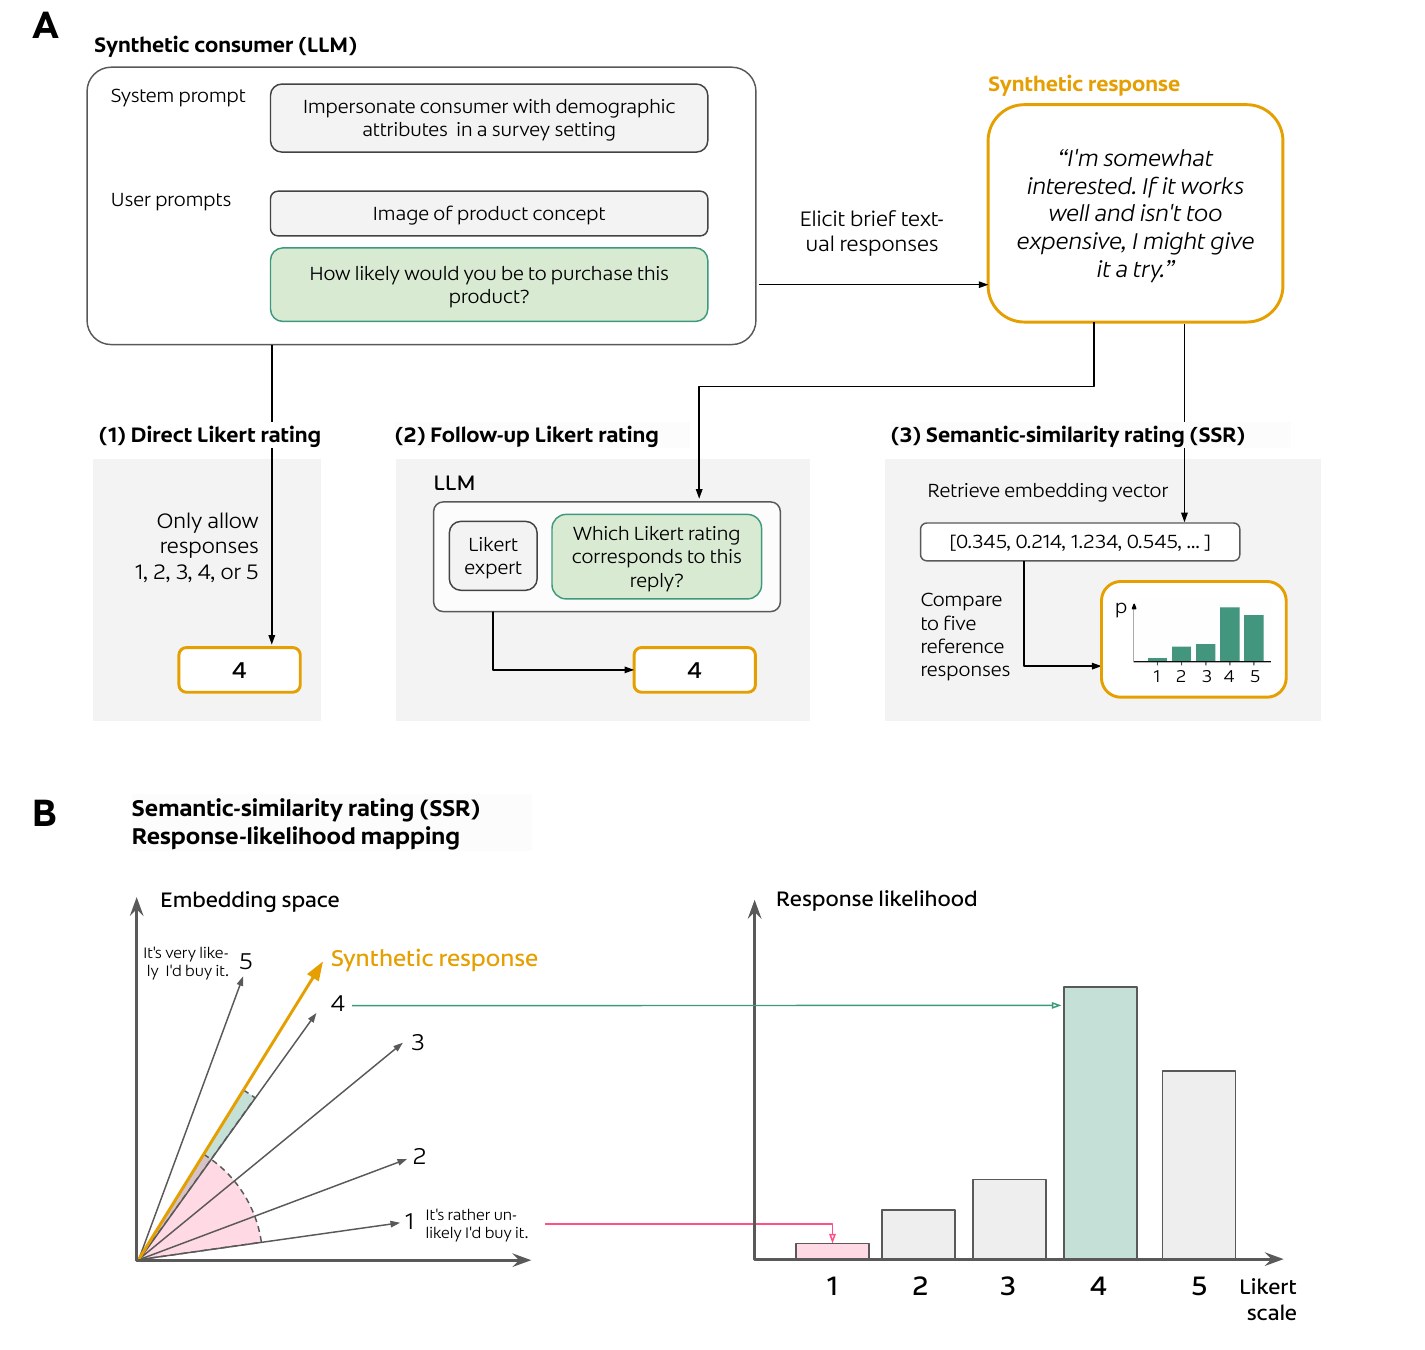 A
Synthetic consumer (LLM)
System prompt
Impersonate consumer with demographic
attributes in a survey setting
User prompts
Image of product concept
How likely would you be to purchase this
product?
Elicit brief text-
ual responses
Synthetic response
“I'm somewhat
interested. If it works
well and isn't too
expensive, I might give
it a try.”
(1) Direct Likert rating
Only allow
responses
1, 2, 3, 4, or 5
4
(2) Follow-up Likert rating
LLM
Likert
expert
Which Likert rating
corresponds to this
reply?
4
(3) Semantic-similarity rating (SSR)
Retrieve embedding vector
[0.345, 0.214, 1.234, 0.545, ... ]
Compare
to five
reference
responses
p
1 2 3 4 5
B
Semantic-similarity rating (SSR)
Response-likelihood mapping
Embedding space
It's very like-
ly I'd buy it.
5
Synthetic response
4
3
2
1
It's rather un-
likely I'd buy it.
Response likelihood
1 2 3 4 5
Likert
scale